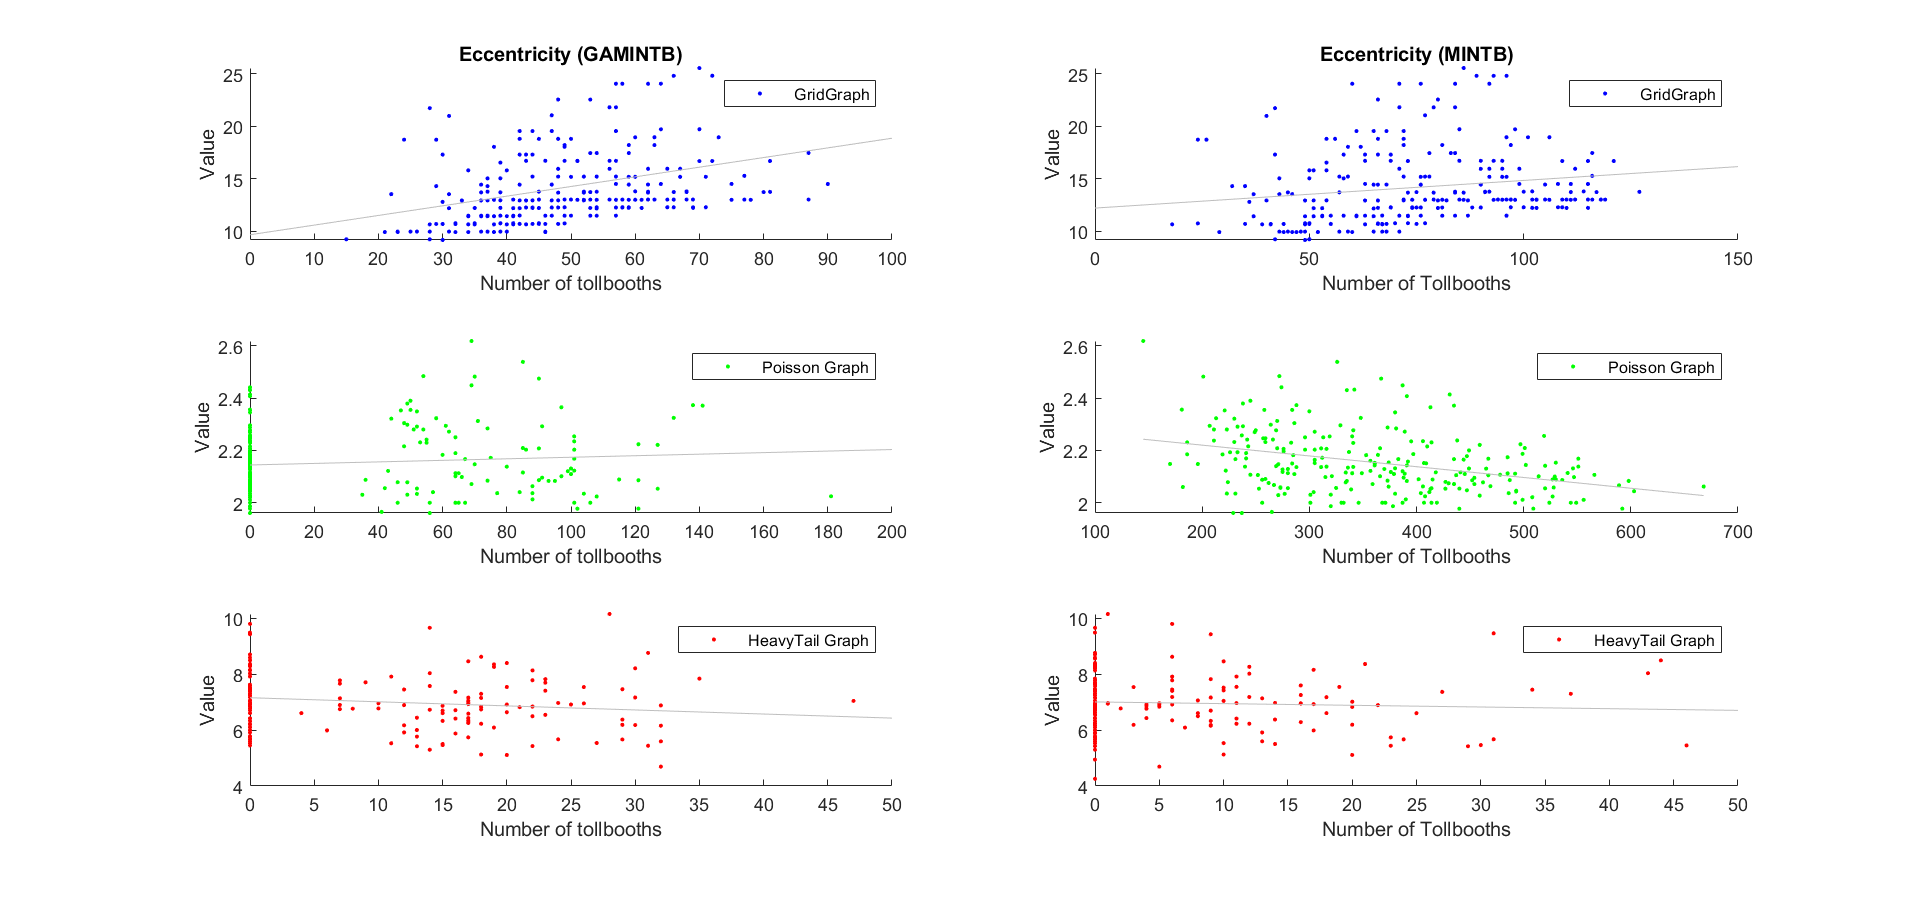 Eccentricity (GAMINTB)
GridGraph
Value
25
20
15
10
0 10 20 30 40 50 60 70 80 90 100
Number of tollbooths
Eccentricity (MINTB)
GridGraph
Value
25
20
15
10
0 50 100 150
Number of Tollbooths
Poisson Graph
Value
2.6
2.4
2.2
2
0 20 40 60 80 100 120 140 160 180 200
Number of tollbooths
Poisson Graph
Value
2.6
2.4
2.2
2
100 200 300 400 500 600 700
Number of Tollbooths
HeavyTail Graph
Value
10
8
6
4
0 5 10 15 20 25 30 35 40 45 50
Number of tollbooths
HeavyTail Graph
Value
10
8
6
4
0 5 10 15 20 25 30 35 40 45 50
Number of Tollbooths